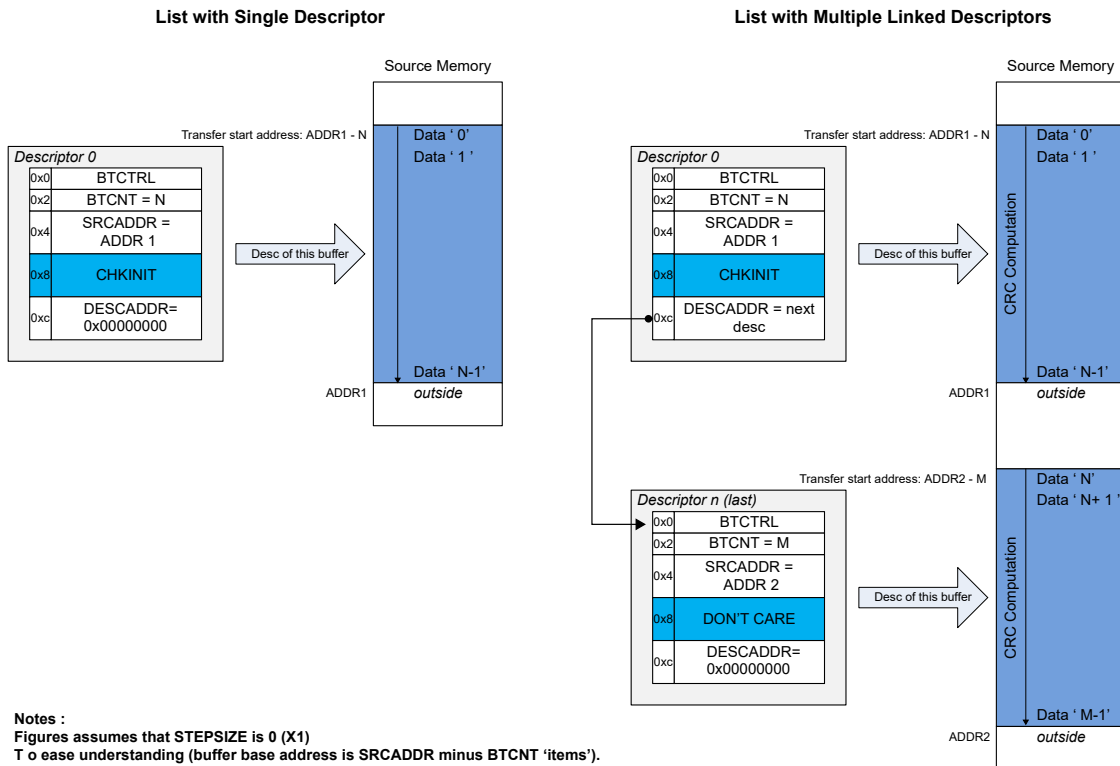 List with Single Descriptor
Source Memory
Transfer start address: ADDR1 - N
Data ‘ 0’
Data ‘ 1 ’
Descriptor 0
0x0 BTCTRL
0x2 BTCNT = N
0x4 SRCADDR =
ADDR 1
Desc of this buffer
0x8 CHKINIT
0xc DESCADDR=
0x00000000
Data ‘ N-1’
ADDR1 outside
List with Multiple Linked Descriptors
Source Memory
Transfer start address: ADDR1 - N
Data ‘ 0’
Data ‘ 1 ’
Descriptor 0
0x0 BTCTRL
0x2 BTCNT = N
0x4 SRCADDR =
ADDR 1
Desc of this buffer
CRC Computation
0x8 CHKINIT
0xc DESCADDR = next
desc
Data ‘ N-1’
ADDR1 outside
Transfer start address: ADDR2 - M
Data ‘ N’
Data ‘ N+ 1 ’
Descriptor n (last)
0x0 BTCTRL
0x2 BTCNT = M
0x4 SRCADDR =
ADDR 2
Desc of this buffer
CRC Computation
0x8 DON’T CARE
0xc DESCADDR=
0x00000000
Data ‘ M-1’
ADDR2 outside
Notes :
Figures assumes that STEPSIZE is 0 (X1)
T o ease understanding (buffer base address is SRCADDR minus BTCNT ‘items’).